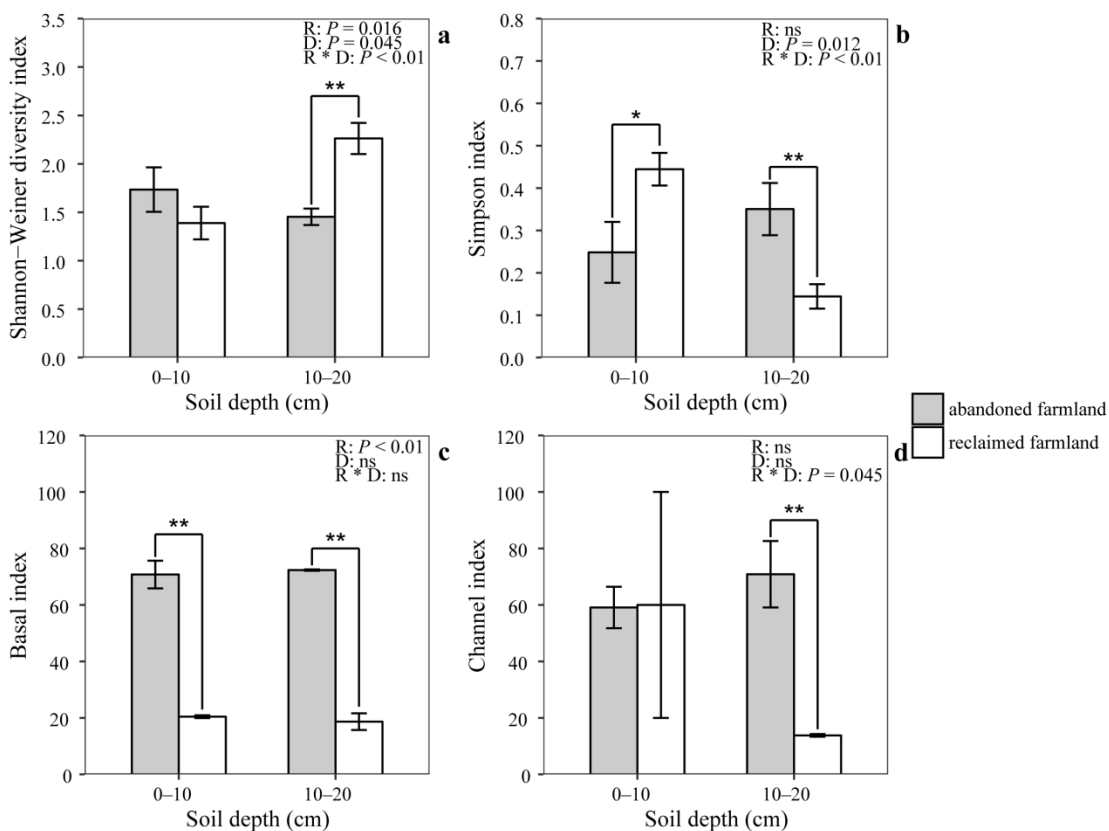 R: P = 0.016
D: P = 0.045
R * D: P < 0.01
a
**
Shannon−Weiner diversity index
3.5
3.0
2.5
2.0
1.5
1.0
0.5
0.0
0–10
10–20
Soil depth (cm)
R: ns
D: P = 0.012
R * D: P < 0.01
b
*
**
Simpson index
0.8
0.7
0.6
0.5
0.4
0.3
0.2
0.1
0.0
0–10
10–20
Soil depth (cm)
abandoned farmland
reclaimed farmland
R: P < 0.01
D: ns
R * D: ns
c
**
**
Basal index
120
100
80
60
40
20
0
0–10
10–20
Soil depth (cm)
R: ns
D: ns
R * D: P = 0.045
d
**
Channel index
120
100
80
60
40
20
0
0–10
10–20
Soil depth (cm)